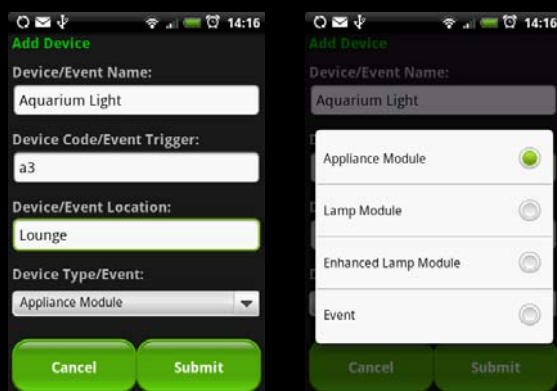 14:16
Add Device
Device/Event Name:
Aquarium Light
Device Code/Event Trigger:
a3
Device/Event Location:
Lounge
Device Type/Event:
Appliance Module
Cancel
Submit
14:16
Add Device
Device/Event Name:
Aquarium Light
Appliance Module
Lamp Module
Enhanced Lamp Module
Event
Cancel
Submit